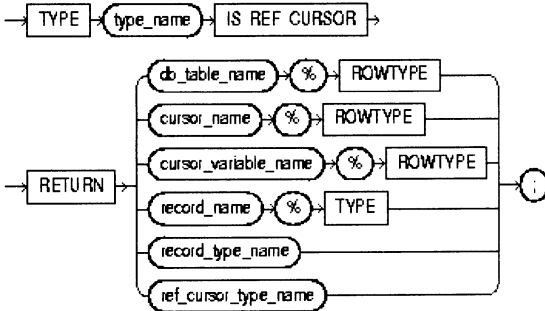 TYPE type_name IS REF CURSOR
db_table_name % ROWTYPE
cursor_name % ROWTYPE
cursor_variable_name % ROWTYPE
RETURN
record_name % TYPE
;
record_type_name
ref_cursor_type_name